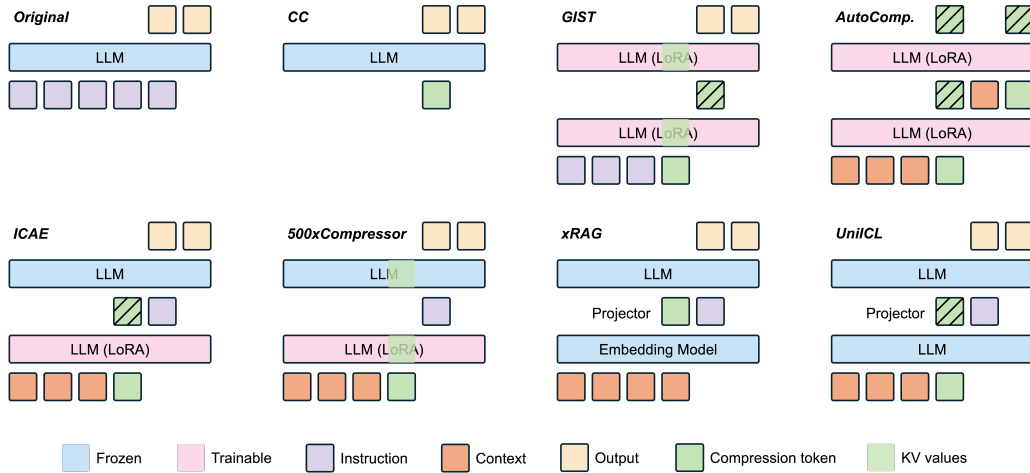 Original
CC
GIST
AutoComp.
LLM
LLM
LLM (LoRA)
LLM (LoRA)
LLM (LoRA)
LLM (LoRA)
ICAE
500xCompressor
xRAG
UniICL
LLM
LLM
LLM
LLM
Projector
Projector
LLM (LoRA)
LLM (LoRA)
Embedding Model
LLM
Frozen
Trainable
Instruction
Context
Output
Compression token
KV values